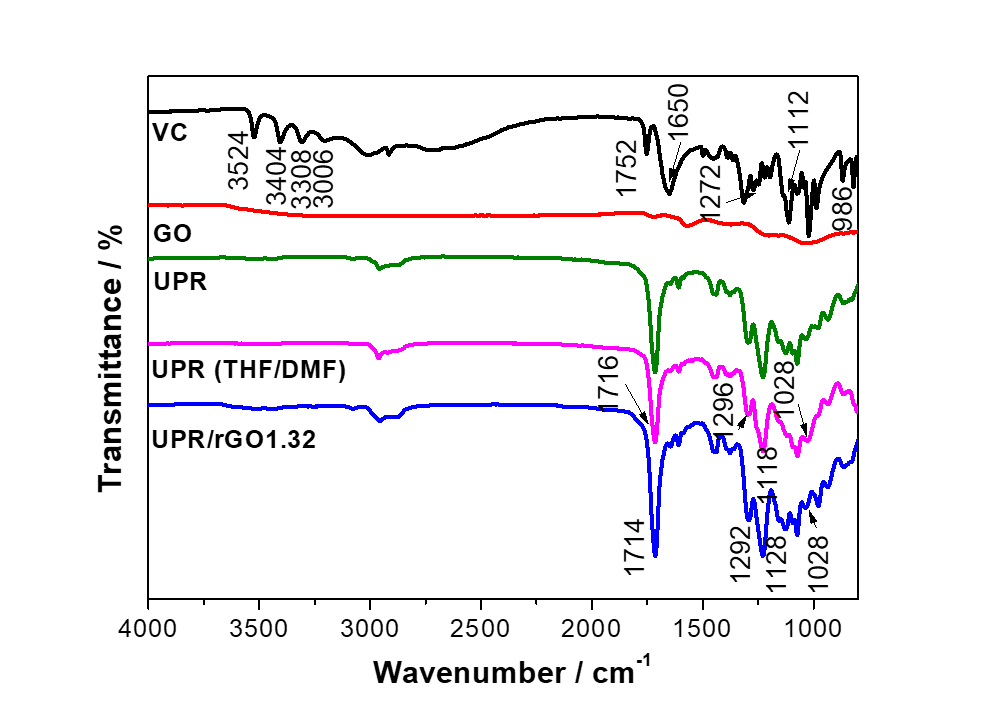 VC
3524
3404
3308
3006
1752
1650
1272
1112
986
GO
UPR
UPR (THF/DMF)
1716
1296
1028
1118
UPR/rGO1.32
1714
1292
1128
1028
Transmittance / %
4000 3500 3000 2500 2000 1500 1000
Wavenumber / cm-1